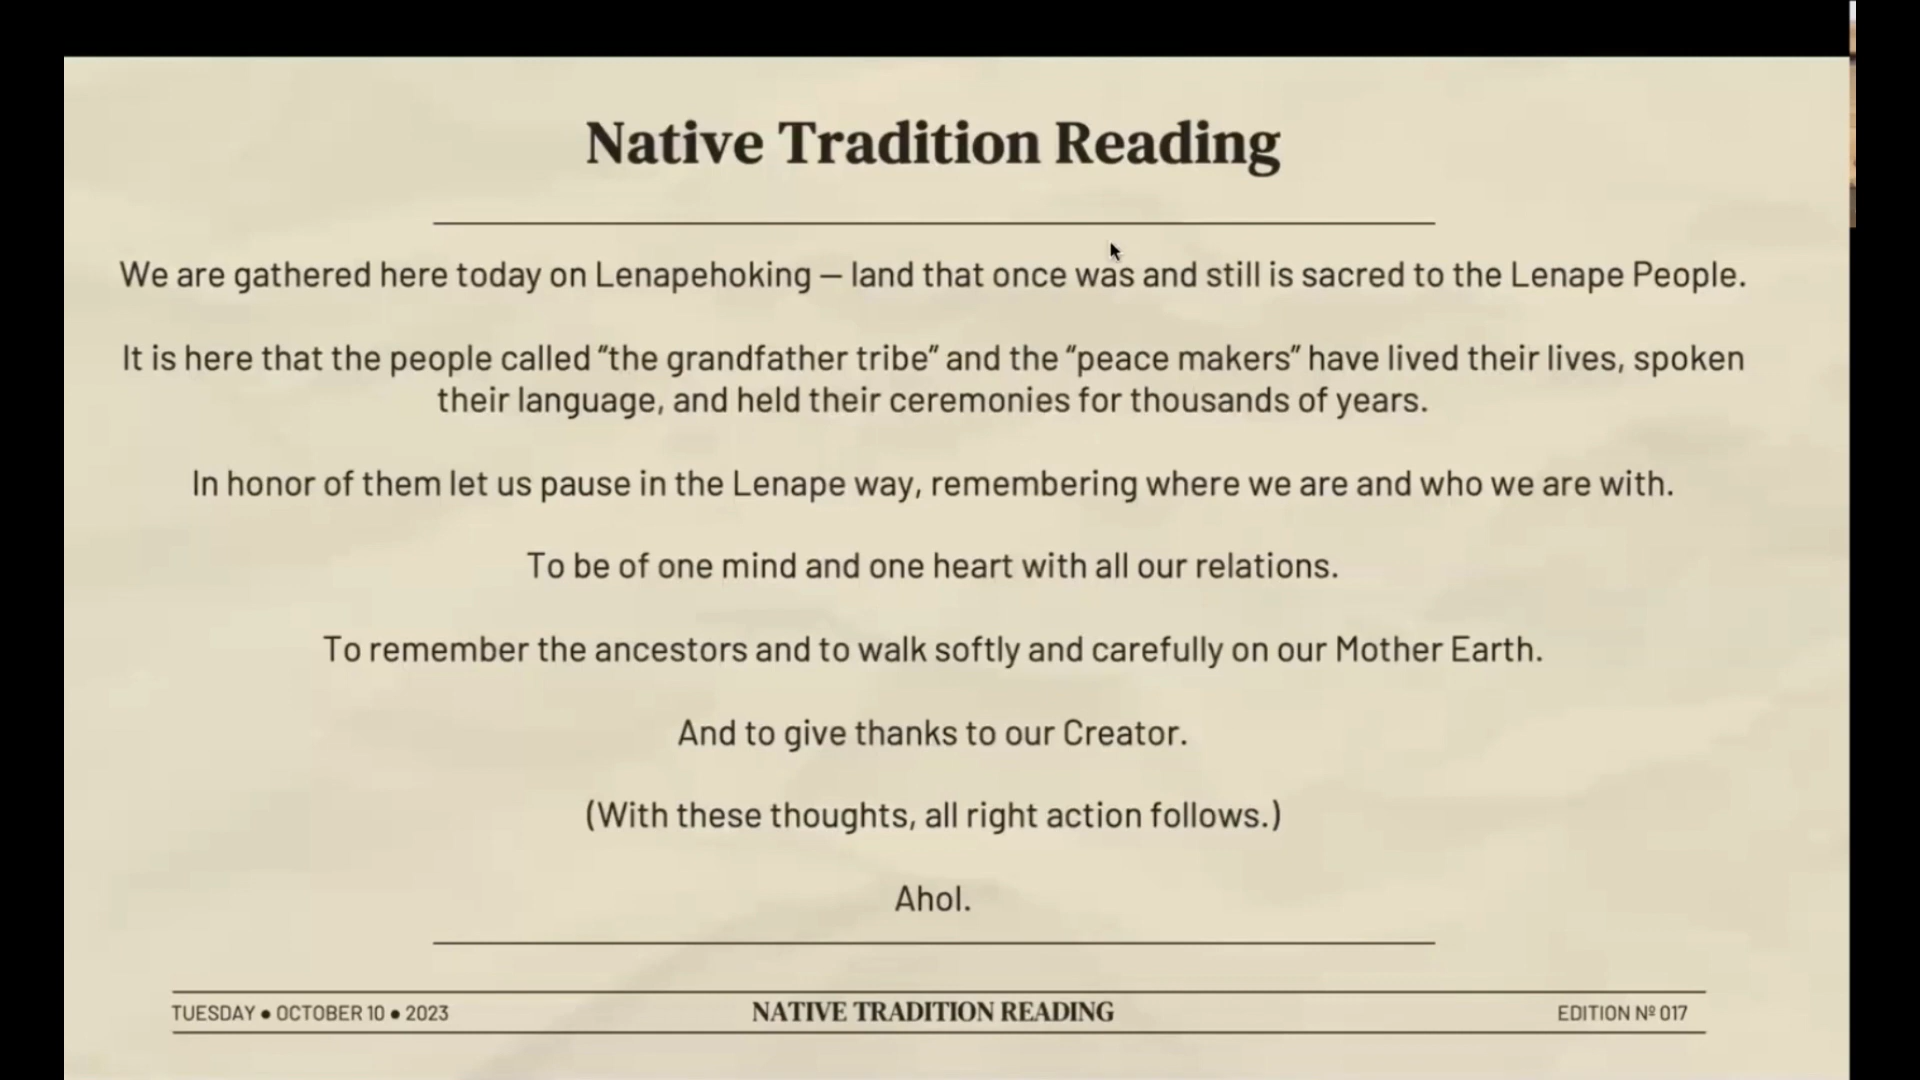 Native Tradition Reading
We are gathered here today on Lenapehoking – land that once was and still is sacred to the Lenape People.
It is here that the people called “the grandfather tribe” and the “peace makers” have lived their lives, spoken
their language, and held their ceremonies for thousands of years.
In honor of them let us pause in the Lenape way, remembering where we are and who we are with.
To be of one mind and one heart with all our relations.
To remember the ancestors and to walk softly and carefully on our Mother Earth.
And to give thanks to our Creator.
(With these thoughts, all right action follows.)
Ahol.
TUESDAY ● OCTOBER 10 ● 2023 NATIVE TRADITION READING EDITION Nº 017